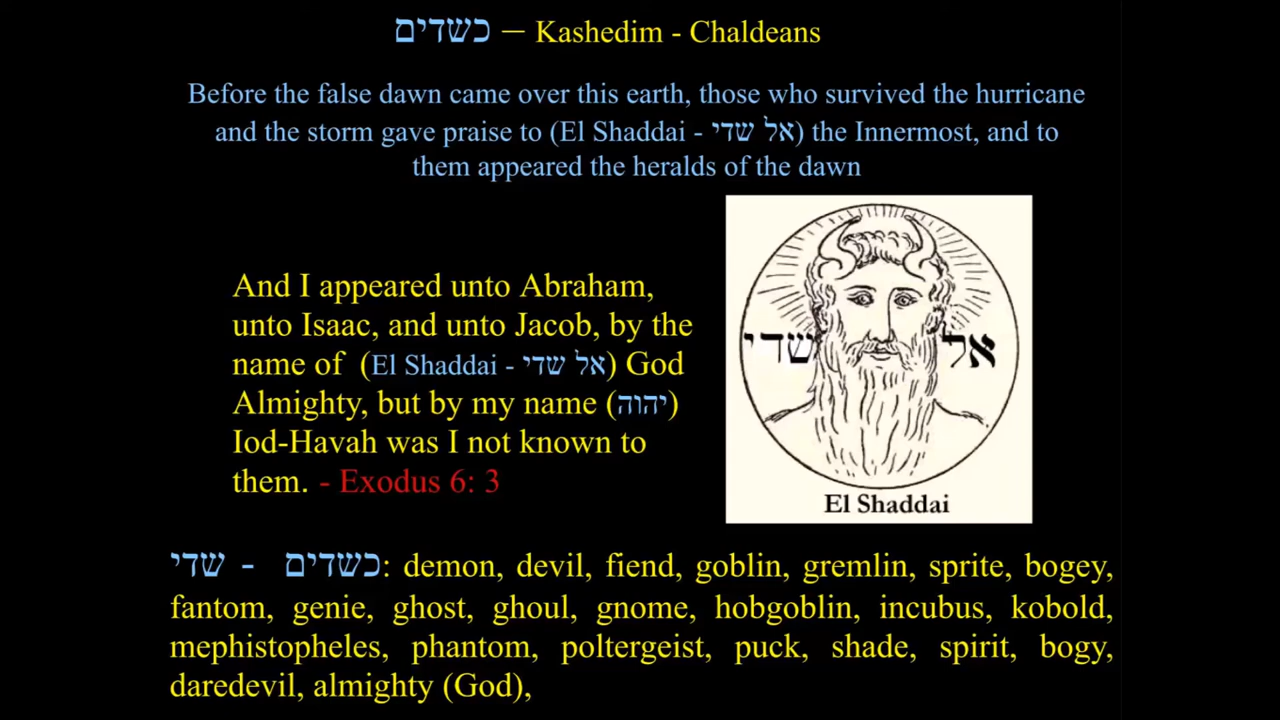 כשדים – Kashedim - Chaldeans
Before the false dawn came over this earth, those who survived the hurricane
and the storm gave praise to (El Shaddai - אל שדי) the Innermost, and to
them appeared the heralds of the dawn
And I appeared unto Abraham,
unto Isaac, and unto Jacob, by the
name of (El Shaddai - אל שדי) God
Almighty, but by my name (יהוה)
Iod-Havah was I not known to
them. - Exodus 6: 3
אל שדי
El Shaddai
שדי - כשדים: demon, devil, fiend, goblin, gremlin, sprite, bogey,
fantom, genie, ghost, ghoul, gnome, hobgoblin, incubus, kobold,
mephistopheles, phantom, poltergeist, puck, shade, spirit, bogy,
daredevil, almighty (God),